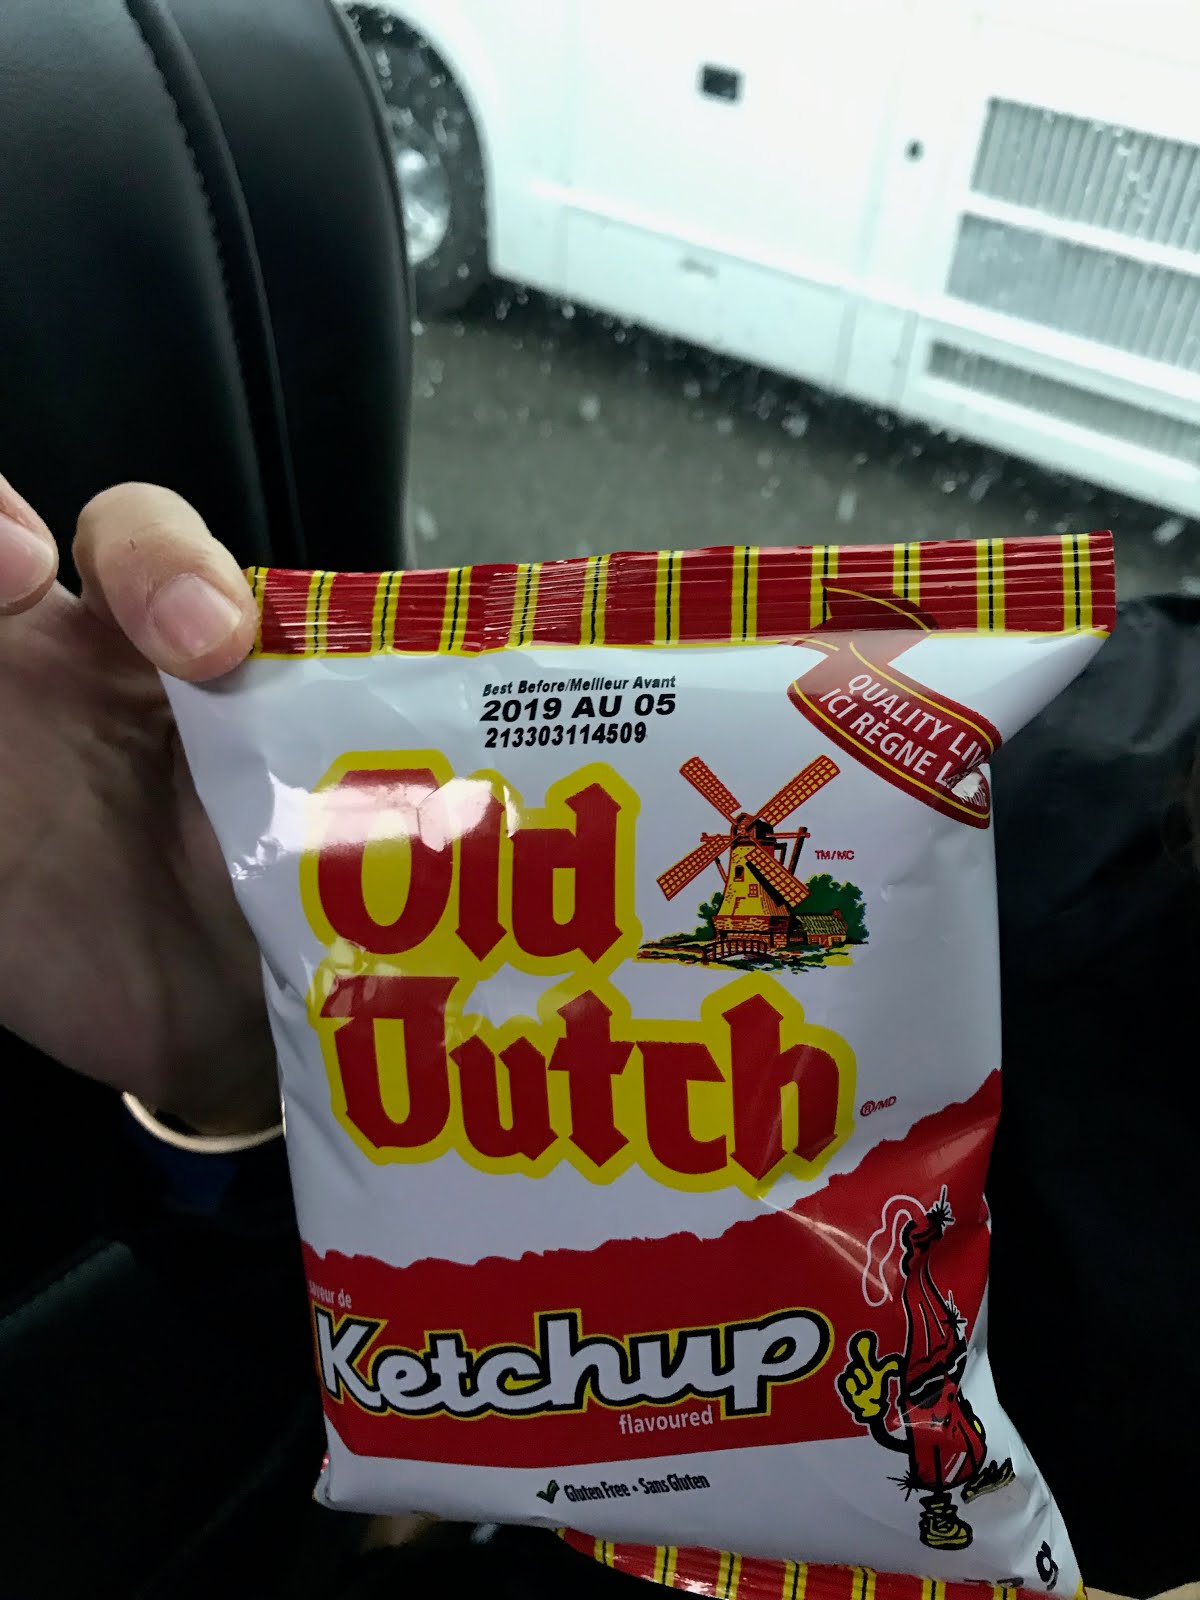 Best Before/Meilleur Avant
2019 AU 05
213303114509
QUALITY LIV
ICI RÈGNE L
Old
TM/MC
Dutch
®/MD
saveur de
Ketchup
flavoured
Gluten Free • Sans Gluten
g